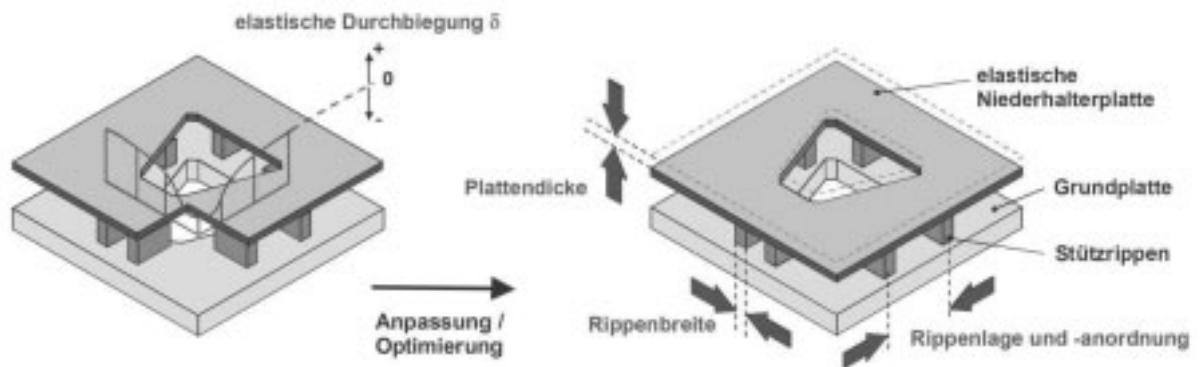 elastische Durchbiegung δ
+
0
-
elastische
Niederhalterplatte
Plattendicke
Grundplatte
Stützrippen
Anpassung /
Optimierung
Rippenbreite
Rippenlage und -anordnung